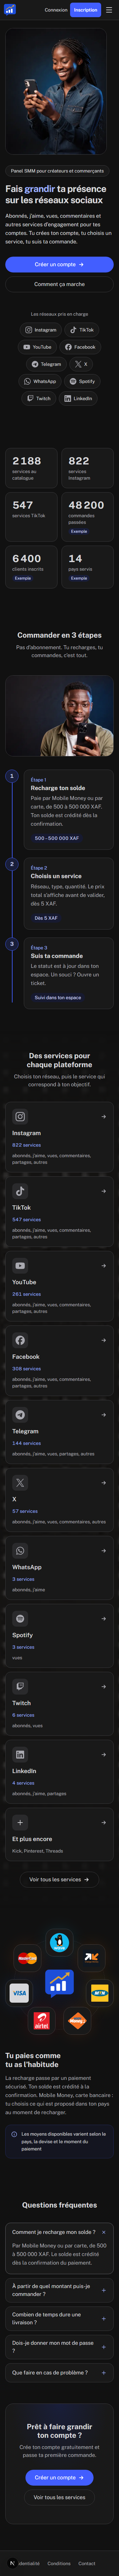 Connexion
Inscription
Panel SMM pour créateurs et commerçants
Fais grandir ta présence
sur les réseaux sociaux
Abonnés, j'aime, vues, commentaires et
autres services d'engagement pour tes
pages. Tu crées ton compte, tu choisis un
service, tu suis ta commande.
Créer un compte
Comment ça marche
Les réseaux pris en charge
Instagram
TikTok
YouTube
Facebook
Telegram
X
WhatsApp
Spotify
Twitch
LinkedIn
2 188
services au
catalogue
822
services
Instagram
547
services TikTok
48 200
commandes
passées
Exemple
6 400
clients inscrits
Exemple
14
pays servis
Exemple
Commander en 3 étapes
Pas d'abonnement. Tu recharges, tu
commandes, c'est tout.
1
Étape 1
Recharge ton solde
Paie par Mobile Money ou par
carte, de 500 à 500 000 XAF.
Ton solde est crédité dès la
confirmation.
500 - 500 000 XAF
2
Étape 2
Choisis un service
Réseau, type, quantité. Le prix
total s'affiche avant de valider,
dès 5 XAF.
Dès 5 XAF
3
Étape 3
Suis ta commande
Le statut est à jour dans ton
espace. Un souci ? Ouvre un
ticket.
Suivi dans ton espace
Des services pour
chaque plateforme
Choisis ton réseau, puis le service qui
correspond à ton objectif.
Instagram
822 services
abonnés, j'aime, vues, commentaires,
partages, autres
TikTok
547 services
abonnés, j'aime, vues, commentaires,
partages, autres
YouTube
261 services
abonnés, j'aime, vues, commentaires,
partages, autres
Facebook
308 services
abonnés, j'aime, vues, commentaires,
partages, autres
Telegram
144 services
abonnés, j'aime, vues, partages, autres
X
57 services
abonnés, j'aime, vues, commentaires, autres
WhatsApp
3 services
abonnés, j'aime
Spotify
3 services
vues
Twitch
6 services
abonnés, vues
LinkedIn
4 services
abonnés, j'aime, partages
Et plus encore
Kick, Pinterest, Threads
Voir tous les services
MasterCard
VISA
MTN
airtel
Money
Tu paies comme
tu as l'habitude
La recharge passe par un paiement
sécurisé. Ton solde est crédité à la
confirmation. Mobile Money, carte bancaire :
tu choisis ce qui est proposé dans ton pays
au moment de recharger.
Les moyens disponibles varient selon le
pays, la devise et le moment du
paiement
Questions fréquentes
Comment je recharge mon solde ?
Par Mobile Money ou par carte, de 500
à 500 000 XAF. Le solde est crédité
dès la confirmation du paiement.
À partir de quel montant puis-je
commander ?
Combien de temps dure une
livraison ?
Dois-je donner mon mot de passe
?
Que faire en cas de problème ?
Prêt à faire grandir
ton compte ?
Crée ton compte gratuitement et
passe ta première commande.
Créer un compte
Voir tous les services
N
Conditions
Contact